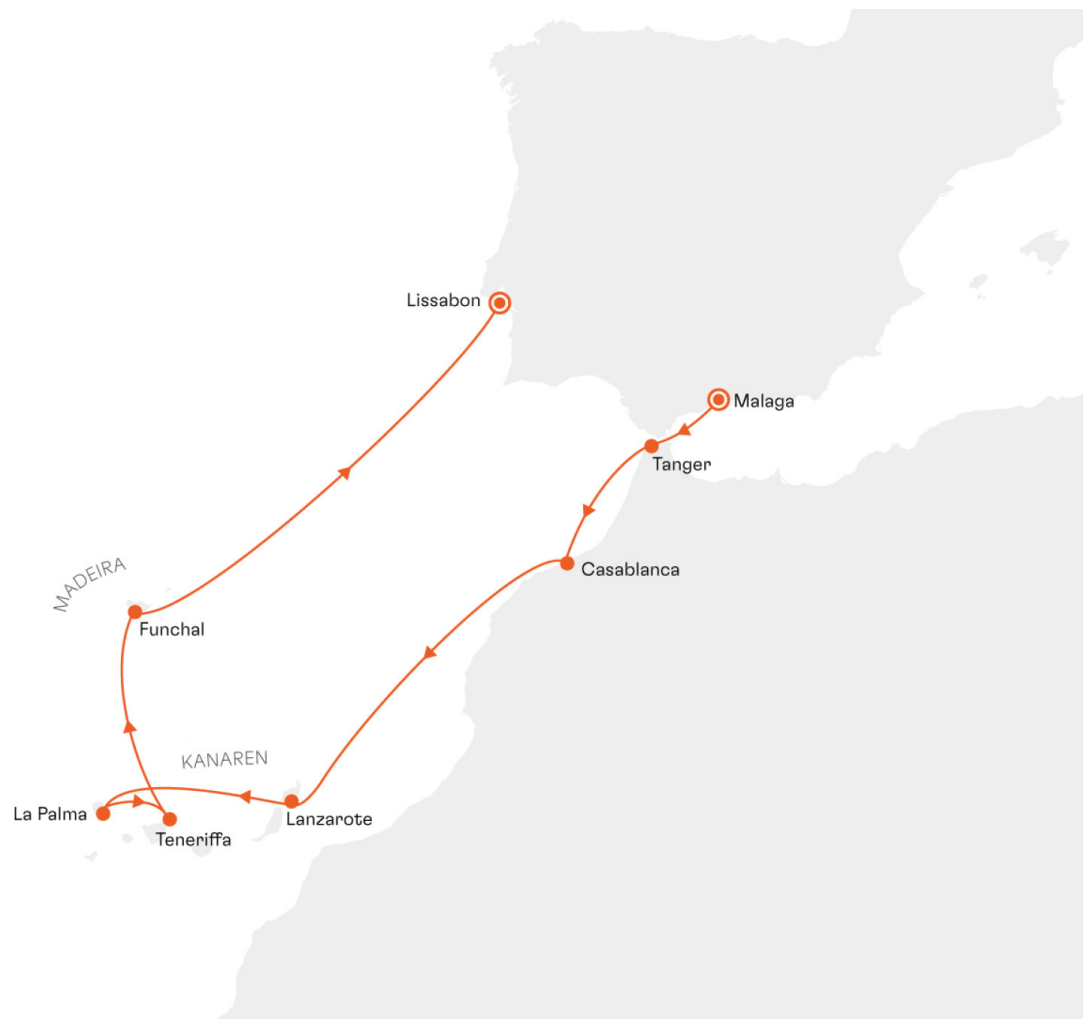 Lissabon
Malaga
Tanger
Casablanca
MADEIRA
Funchal
KANAREN
La Palma
Lanzarote
Teneriffa